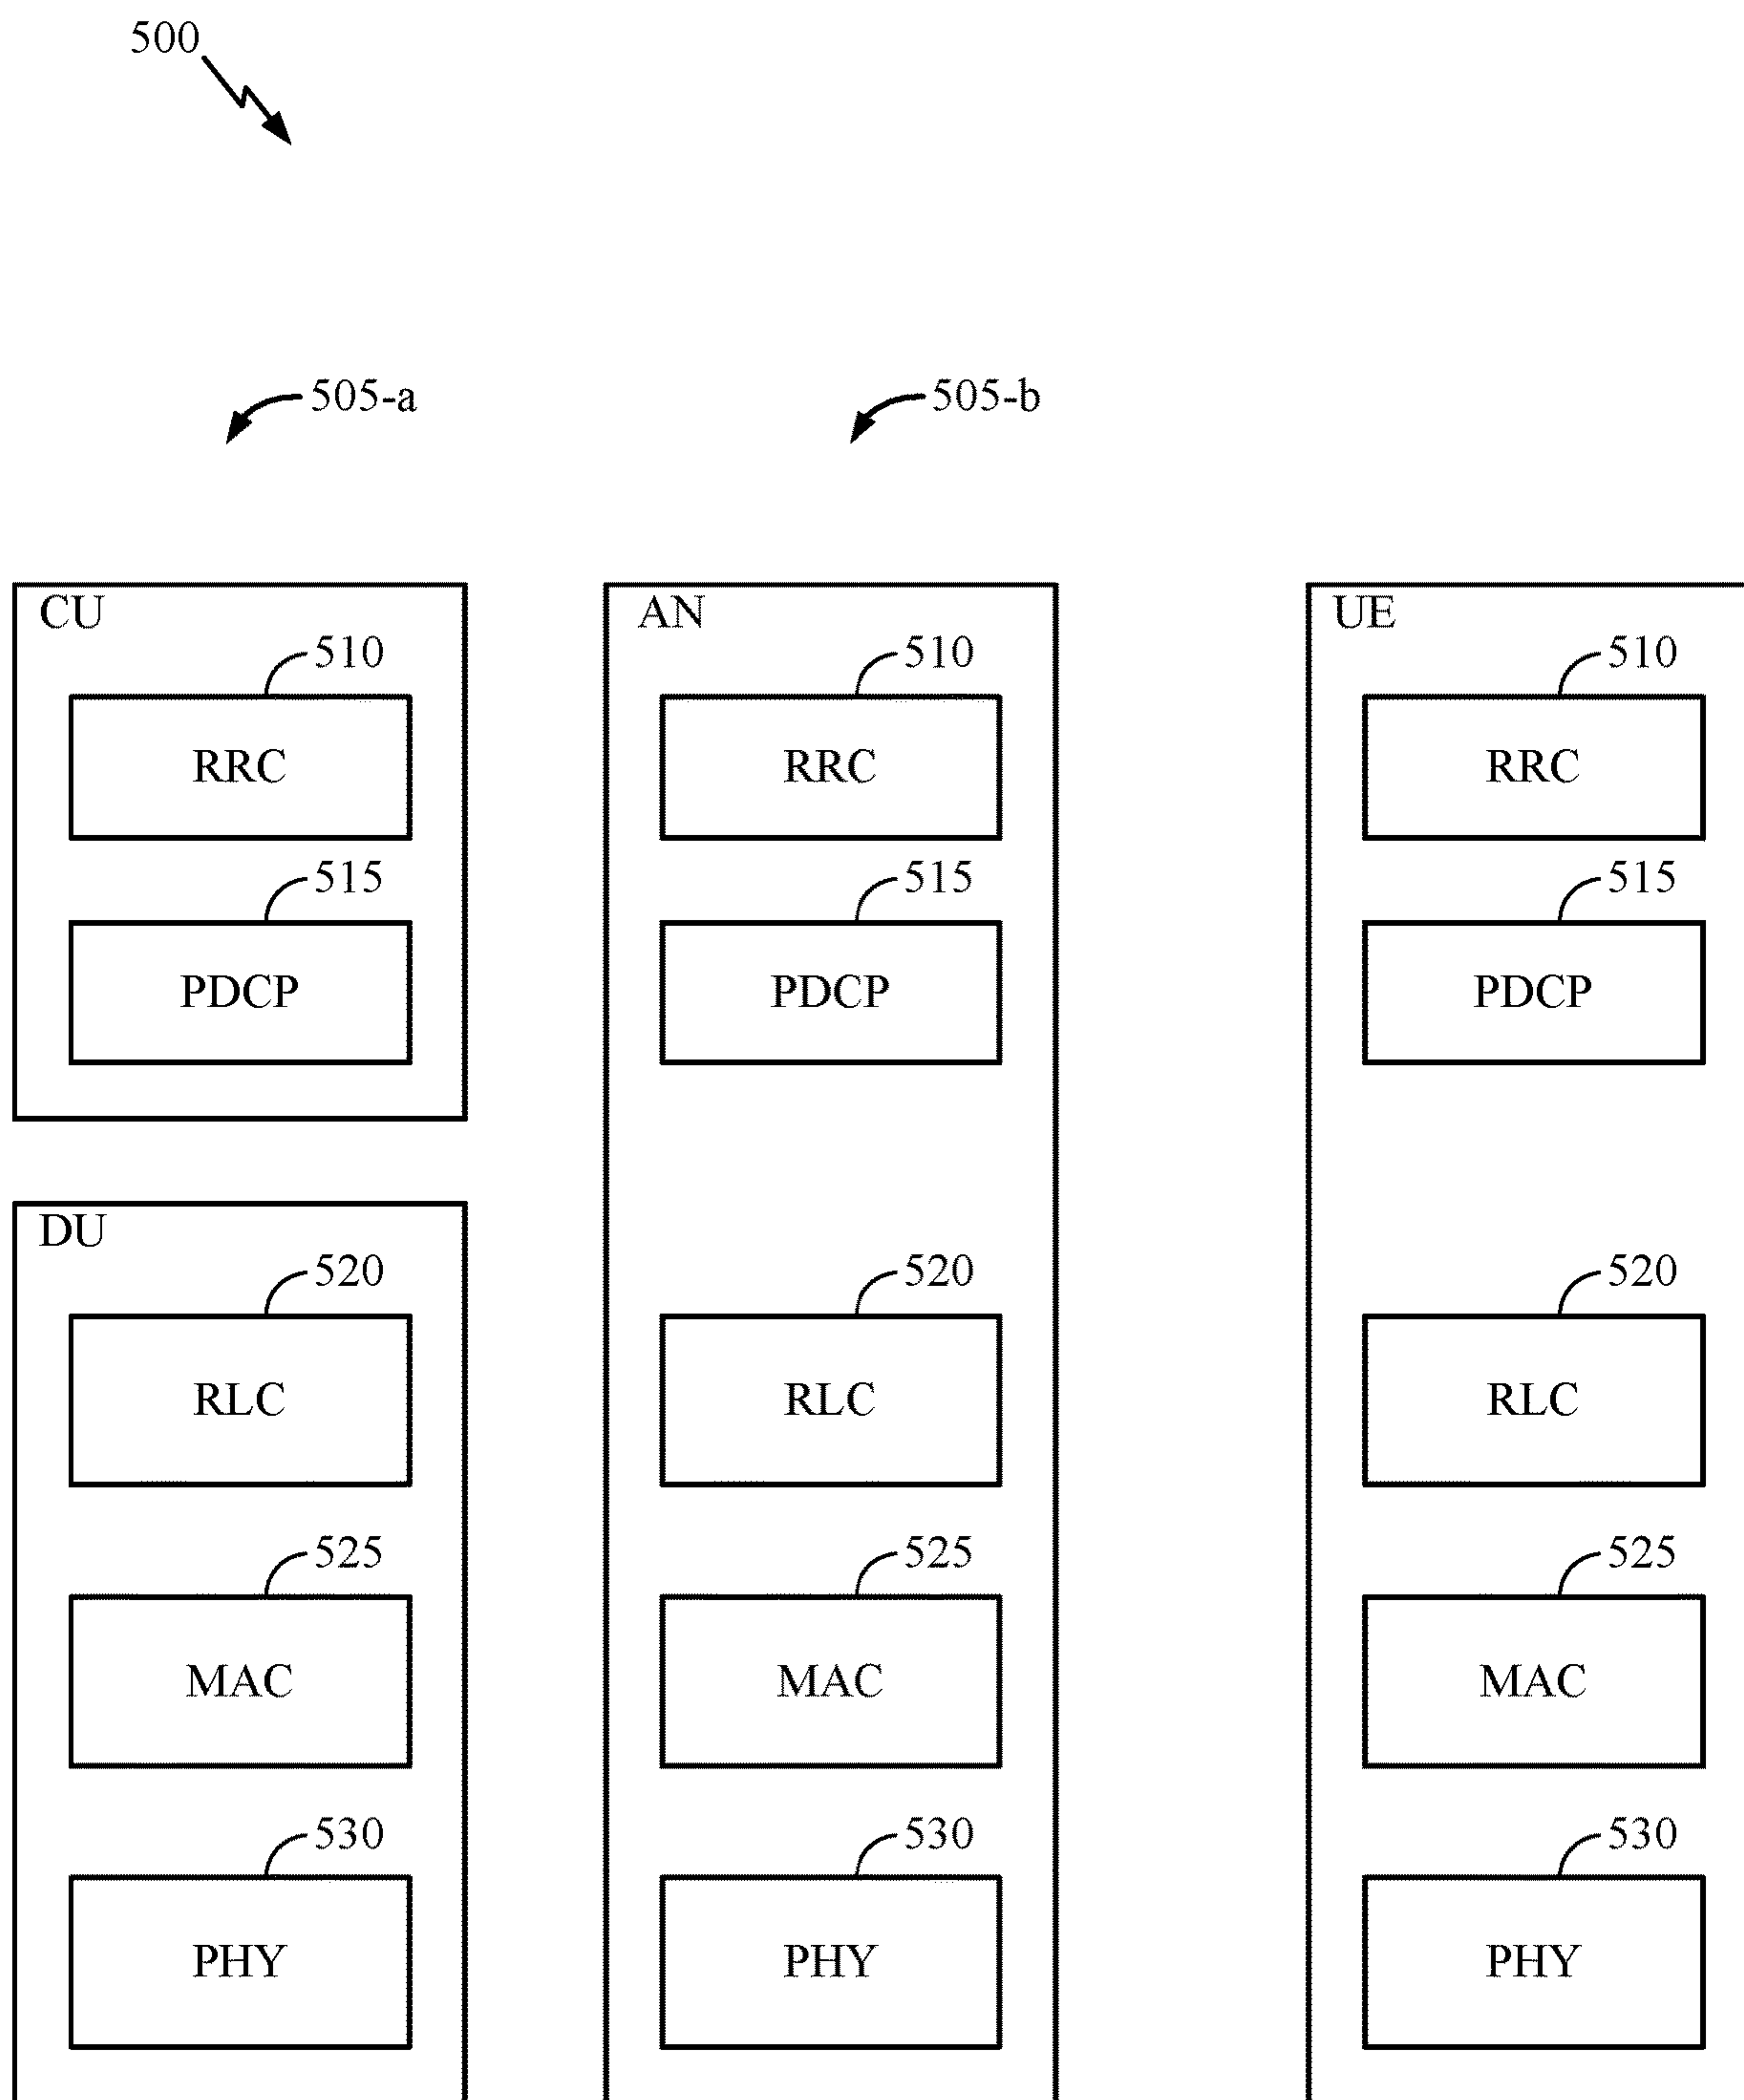 500
505-a 505-b
CU AN UE
510 510 510
RRC RRC RRC
515 515 515
PDCP PDCP PDCP
DU
520 520 520
RLC RLC RLC
525 525 525
MAC MAC MAC
530 530 530
PHY PHY PHY